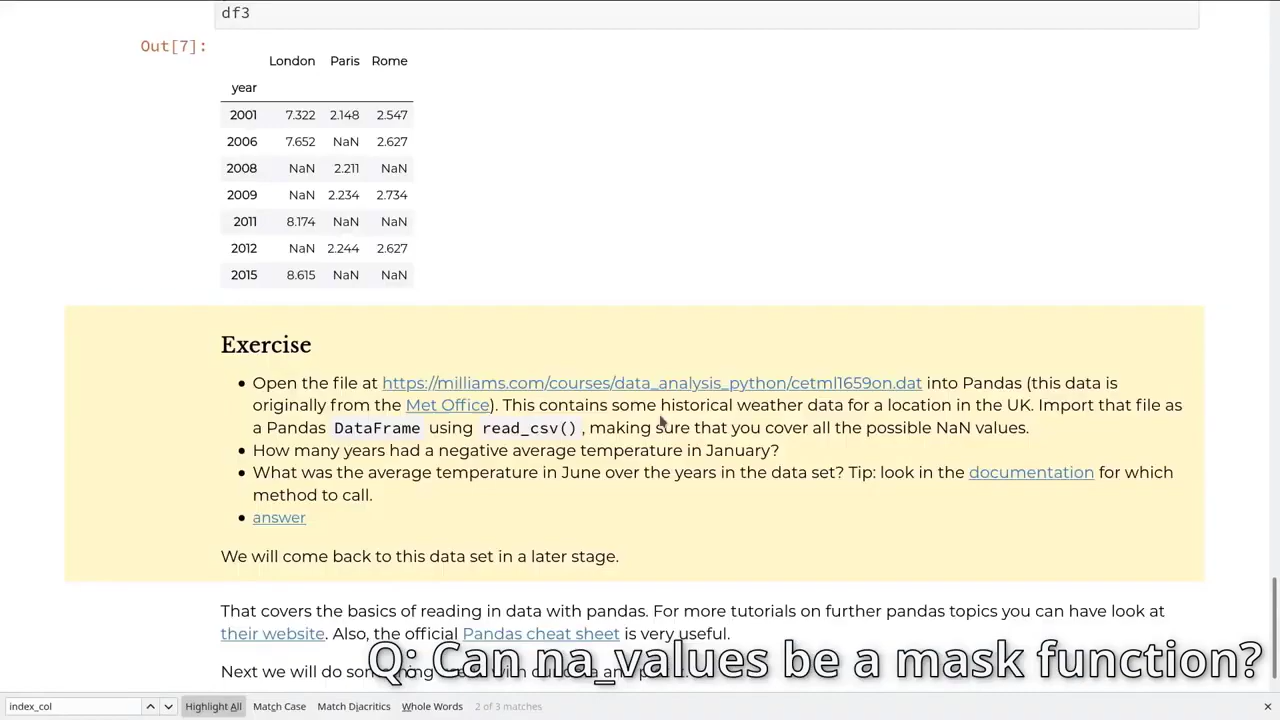 df3
Out[7]:
London Paris Rome
year
2001 7.322 2.148 2.547
2006 7.652 NaN 2.627
2008 NaN 2.211 NaN
2009 NaN 2.234 2.734
2011 8.174 NaN NaN
2012 NaN 2.244 2.627
2015 8.615 NaN NaN
Exercise
• Open the file at https://milliams.com/courses/data_analysis_python/cetml1659on.dat into Pandas (this data is
originally from the Met Office). This contains some historical weather data for a location in the UK. Import that file as
a Pandas DataFrame using read_csv(), making sure that you cover all the possible NaN values.
• How many years had a negative average temperature in January?
• What was the average temperature in June over the years in the data set? Tip: look in the documentation for which
method to call.
• answer
We will come back to this data set in a later stage.
That covers the basics of reading in data with pandas. For more tutorials on further pandas topics you can have look at
their website. Also, the official Pandas cheat sheet is very useful.
Next we will do
Q: Can na_values be a mask function?
index_col Highlight All Match Case Match Diacritics Whole Words 2 of 3 matches